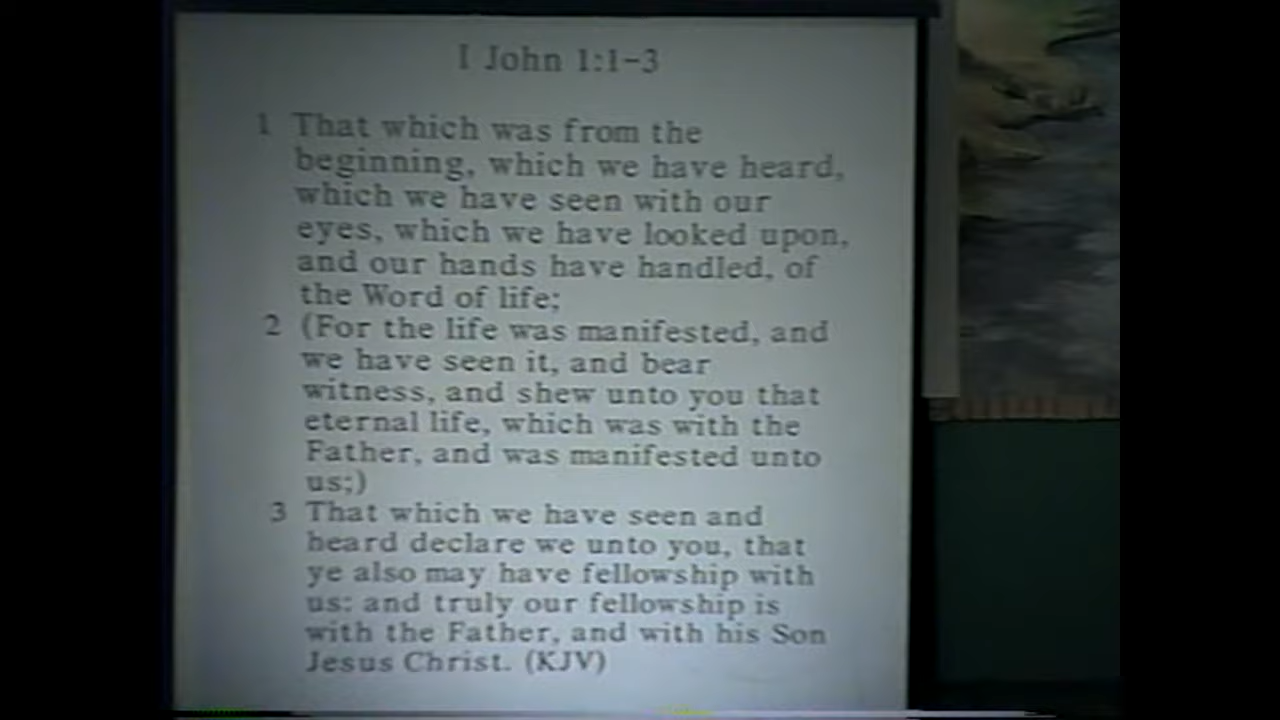 I John 1:1-3
1 That which was from the
beginning, which we have heard,
which we have seen with our
eyes, which we have looked upon,
and our hands have handled, of
the Word of life;
2 (For the life was manifested, and
we have seen it, and bear
witness, and shew unto you that
eternal life, which was with the
Father, and was manifested unto
us;)
3 That which we have seen and
heard declare we unto you, that
ye also may have fellowship with
us: and truly our fellowship is
with the Father, and with his Son
Jesus Christ. (KJV)